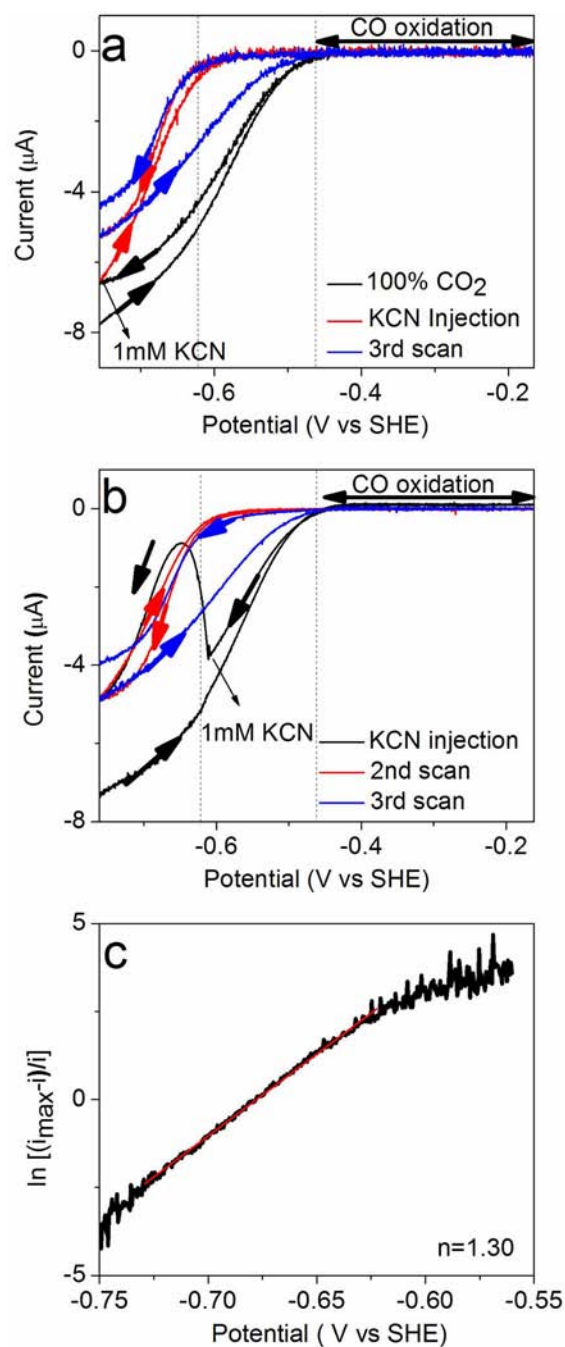 a
CO oxidation
0
-4
-8
Current (μA)
100% CO₂
KCN Injection
3rd scan
1mM KCN
-0.6
-0.4
-0.2
Potential (V vs SHE)
b
CO oxidation
0
-4
-8
Current (μA)
1mM KCN
KCN injection
2nd scan
3rd scan
-0.6
-0.4
-0.2
Potential (V vs SHE)
c
5
0
-5
ln [(imax-i)/i]
n=1.30
-0.75
-0.70
-0.65
-0.60
-0.55
Potential ( V vs SHE)